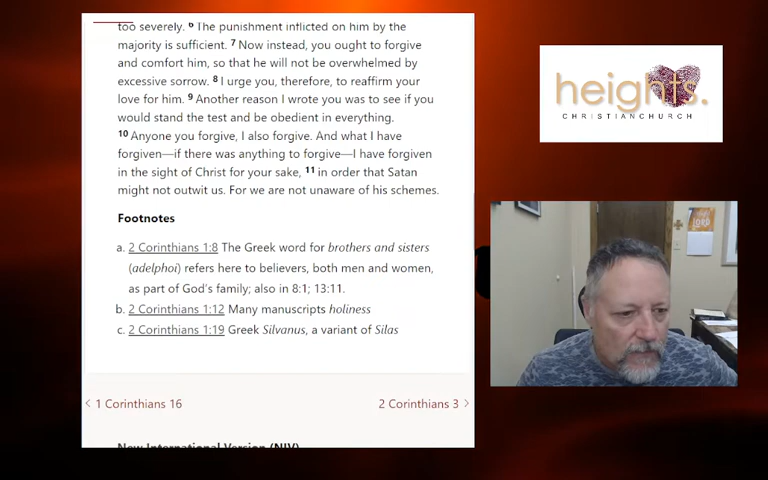 too severely. 6 The punishment inflicted on him by the
majority is sufficient. 7 Now instead, you ought to forgive
and comfort him, so that he will not be overwhelmed by
excessive sorrow. 8 I urge you, therefore, to reaffirm your
love for him. 9 Another reason I wrote you was to see if you
would stand the test and be obedient in everything.
10 Anyone you forgive, I also forgive. And what I have
forgiven—if there was anything to forgive—I have forgiven
in the sight of Christ for your sake, 11 in order that Satan
might not outwit us. For we are not unaware of his schemes.
Footnotes
a. 2 Corinthians 1:8 The Greek word for brothers and sisters
(adelphoi) refers here to believers, both men and women,
as part of God's family; also in 8:1; 13:11.
b. 2 Corinthians 1:12 Many manuscripts holiness
c. 2 Corinthians 1:19 Greek Silvanus, a variant of Silas
< 1 Corinthians 16
2 Corinthians 3 >
New International Version (NIV)
heights.
CHRISTIANCHURCH
LORD